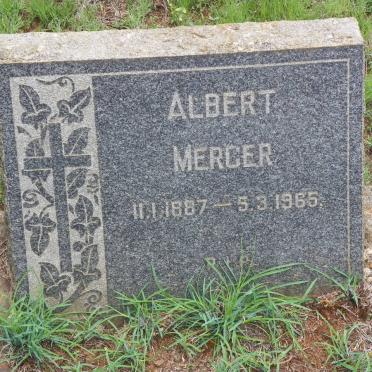 ALBERT
MERCER
11.1.1887 – 5.3.1965.
R.I.P.